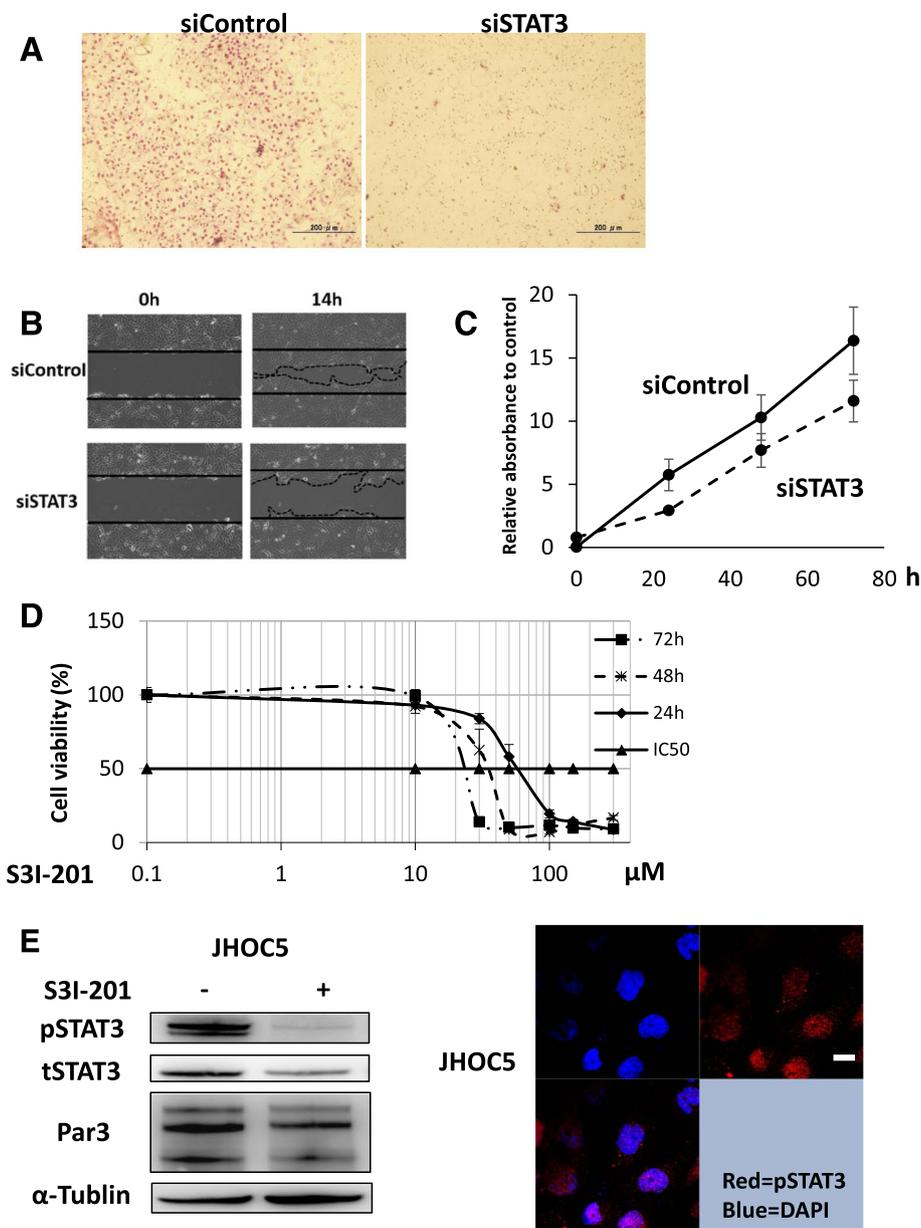 A
siControl siSTAT3
200 μm 200 μm
B
0h 14h
siControl
siSTAT3
C
Relative absorbance to control
20
15
10
5
0
siControl
siSTAT3
0 20 40 60 80 h
D
Cell viability (%)
150
100
50
0
72h
48h
24h
IC50
S3I-201 0.1 1 10 100 μM
E
JHOC5
S3I-201 - +
pSTAT3
tSTAT3
Par3
α-Tublin
JHOC5
Red=pSTAT3
Blue=DAPI